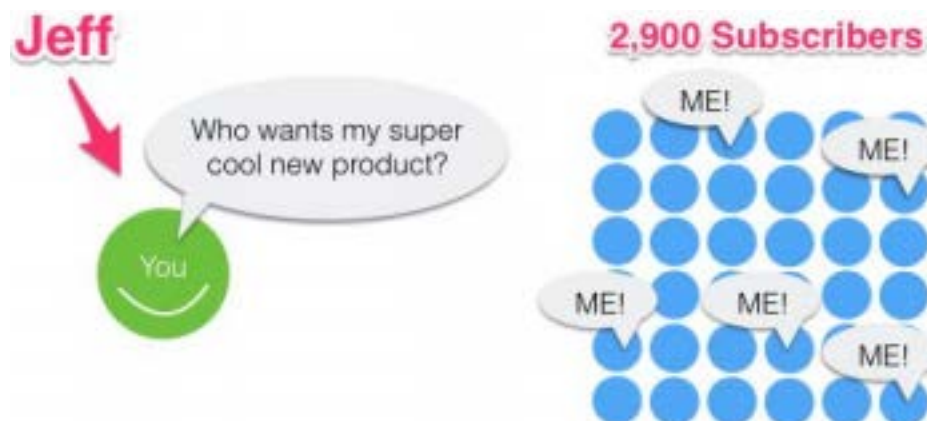 Jeff
2,900 Subscribers
Who wants my super
cool new product?
You
ME!
ME!
ME!
ME!
ME!